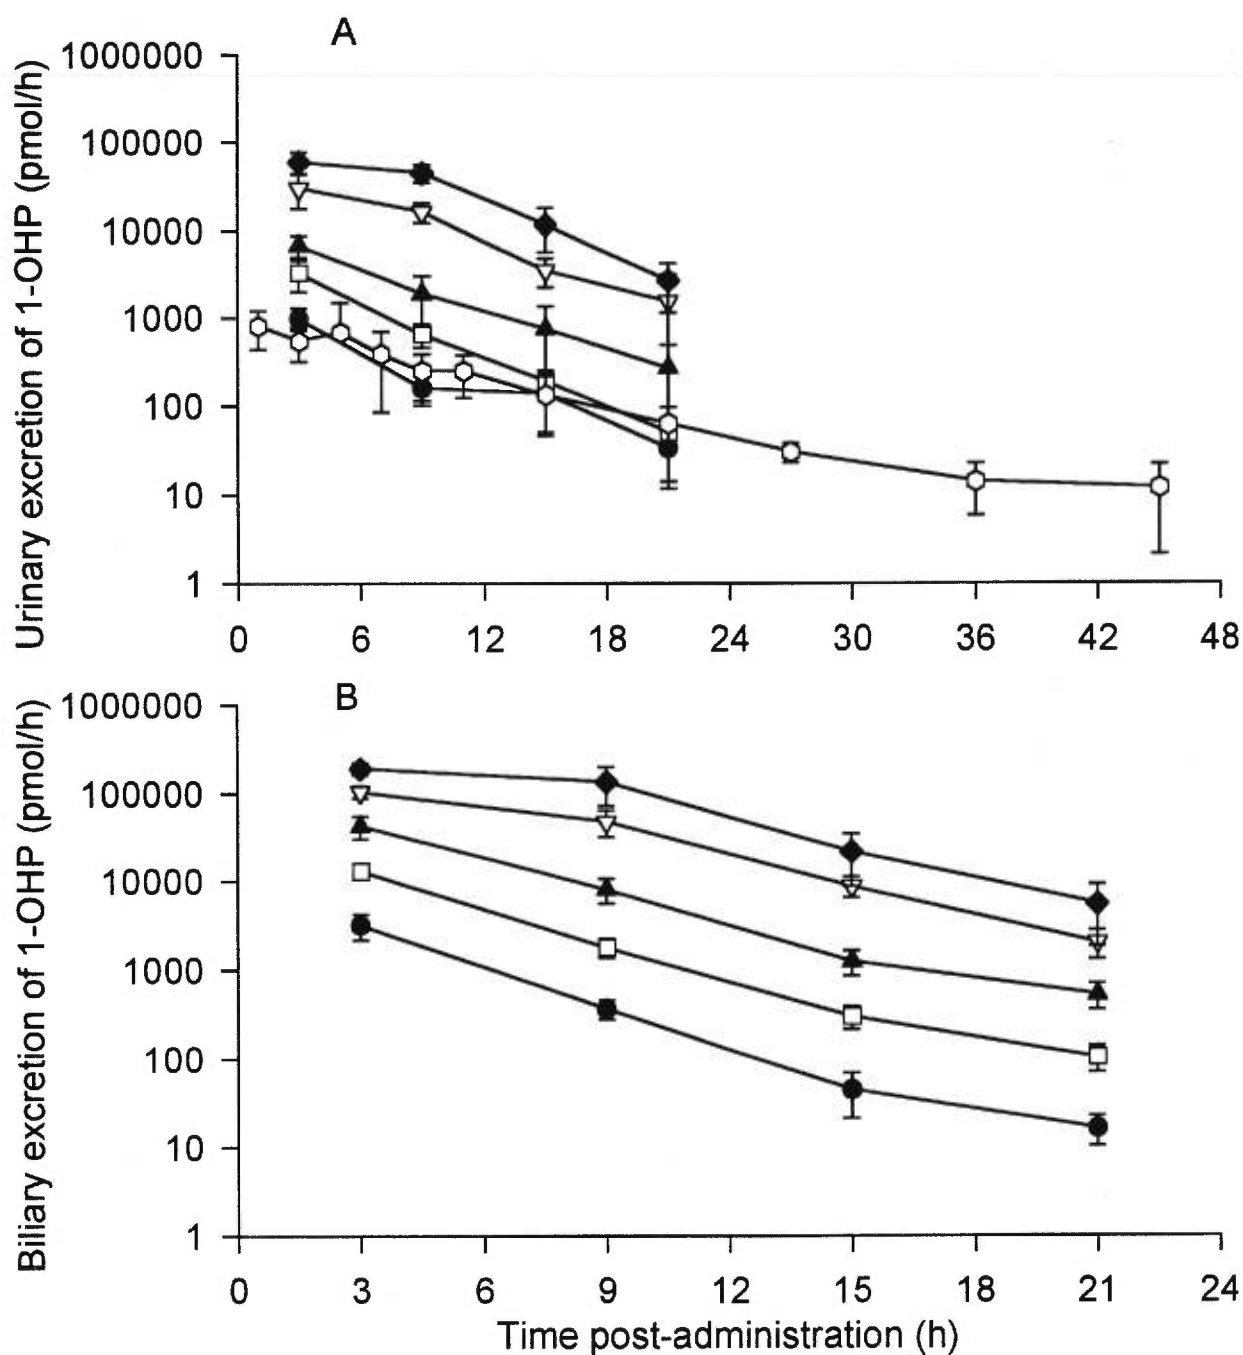 A
Urinary excretion of 1-OHP (pmol/h)
1000000
100000
10000
1000
100
10
1
0 6 12 18 24 30 36 42 48
B
Biliary excretion of 1-OHP (pmol/h)
1000000
100000
10000
1000
100
10
1
0 3 6 9 12 15 18 21 24
Time post-administration (h)